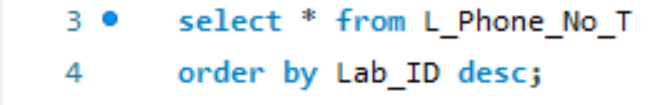 3 select * from L_Phone_No_T
4 order by Lab_ID desc;